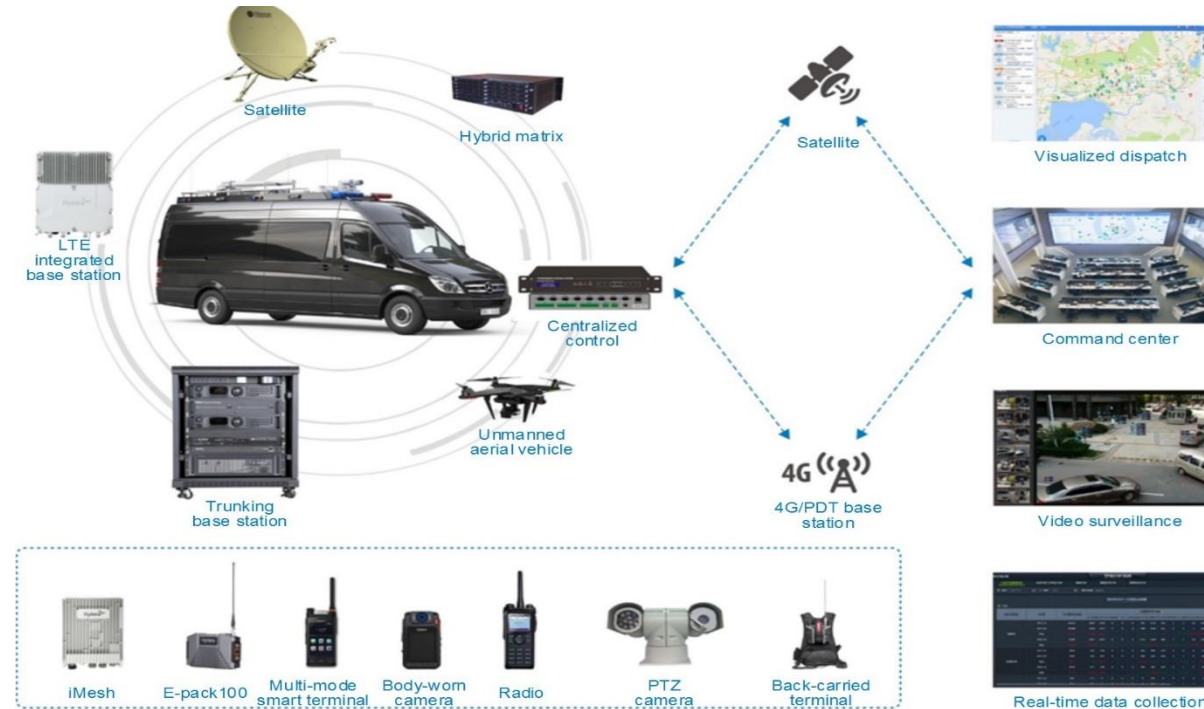 Satellite
Hybrid matrix
LTE
integrated
base station
Centralized
control
Unmanned
aerial vehicle
Trunking
base station
Satellite
4G
4G/PDT base
station
Visualized dispatch
Command center
Video surveillance
Real-time data collection
iMesh
E-pack100
Multi-mode
smart terminal
Body-worn
camera
Radio
PTZ
camera
Back-carried
terminal